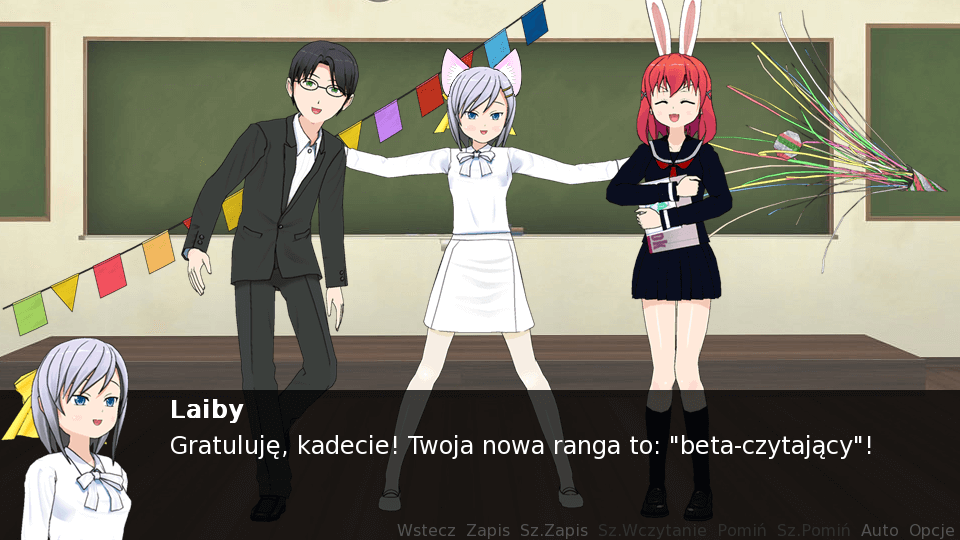 Laiby
Gratuluję, kadecie! Twoja nowa ranga to: "beta-czytający"!
Wstecz Zapis Sz.Zapis Sz.Wczytanie Pomiń Sz.Pomiń Auto Opcje